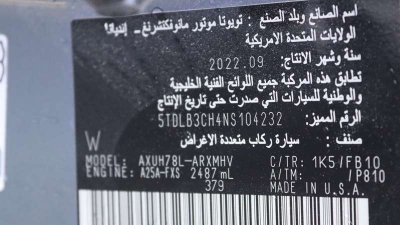 اسم الصانع وبلد الصنع : تويوتا موتور مانوفكتشرنغ - إنديانا؟
الولايات المتحدة الامريكية
سنة وشهر الإنتاج: 2022.09
تطابق هذه المركبة جميع اللوائح الفنية الخليجية
والوطنية للسيارات التي صدرت حتى تاريخ الإنتاج
الرقم المميز: 5TDLB3CH4NS104232
صنف : سيارة ركاب متعددة الاغراض
W
MODEL: AXUH78L-ARXMHV C/TR: 1K5/FB10
ENGINE: A25A-FXS 2487 mL A/TM: /P810
379 MADE IN U.S.A.